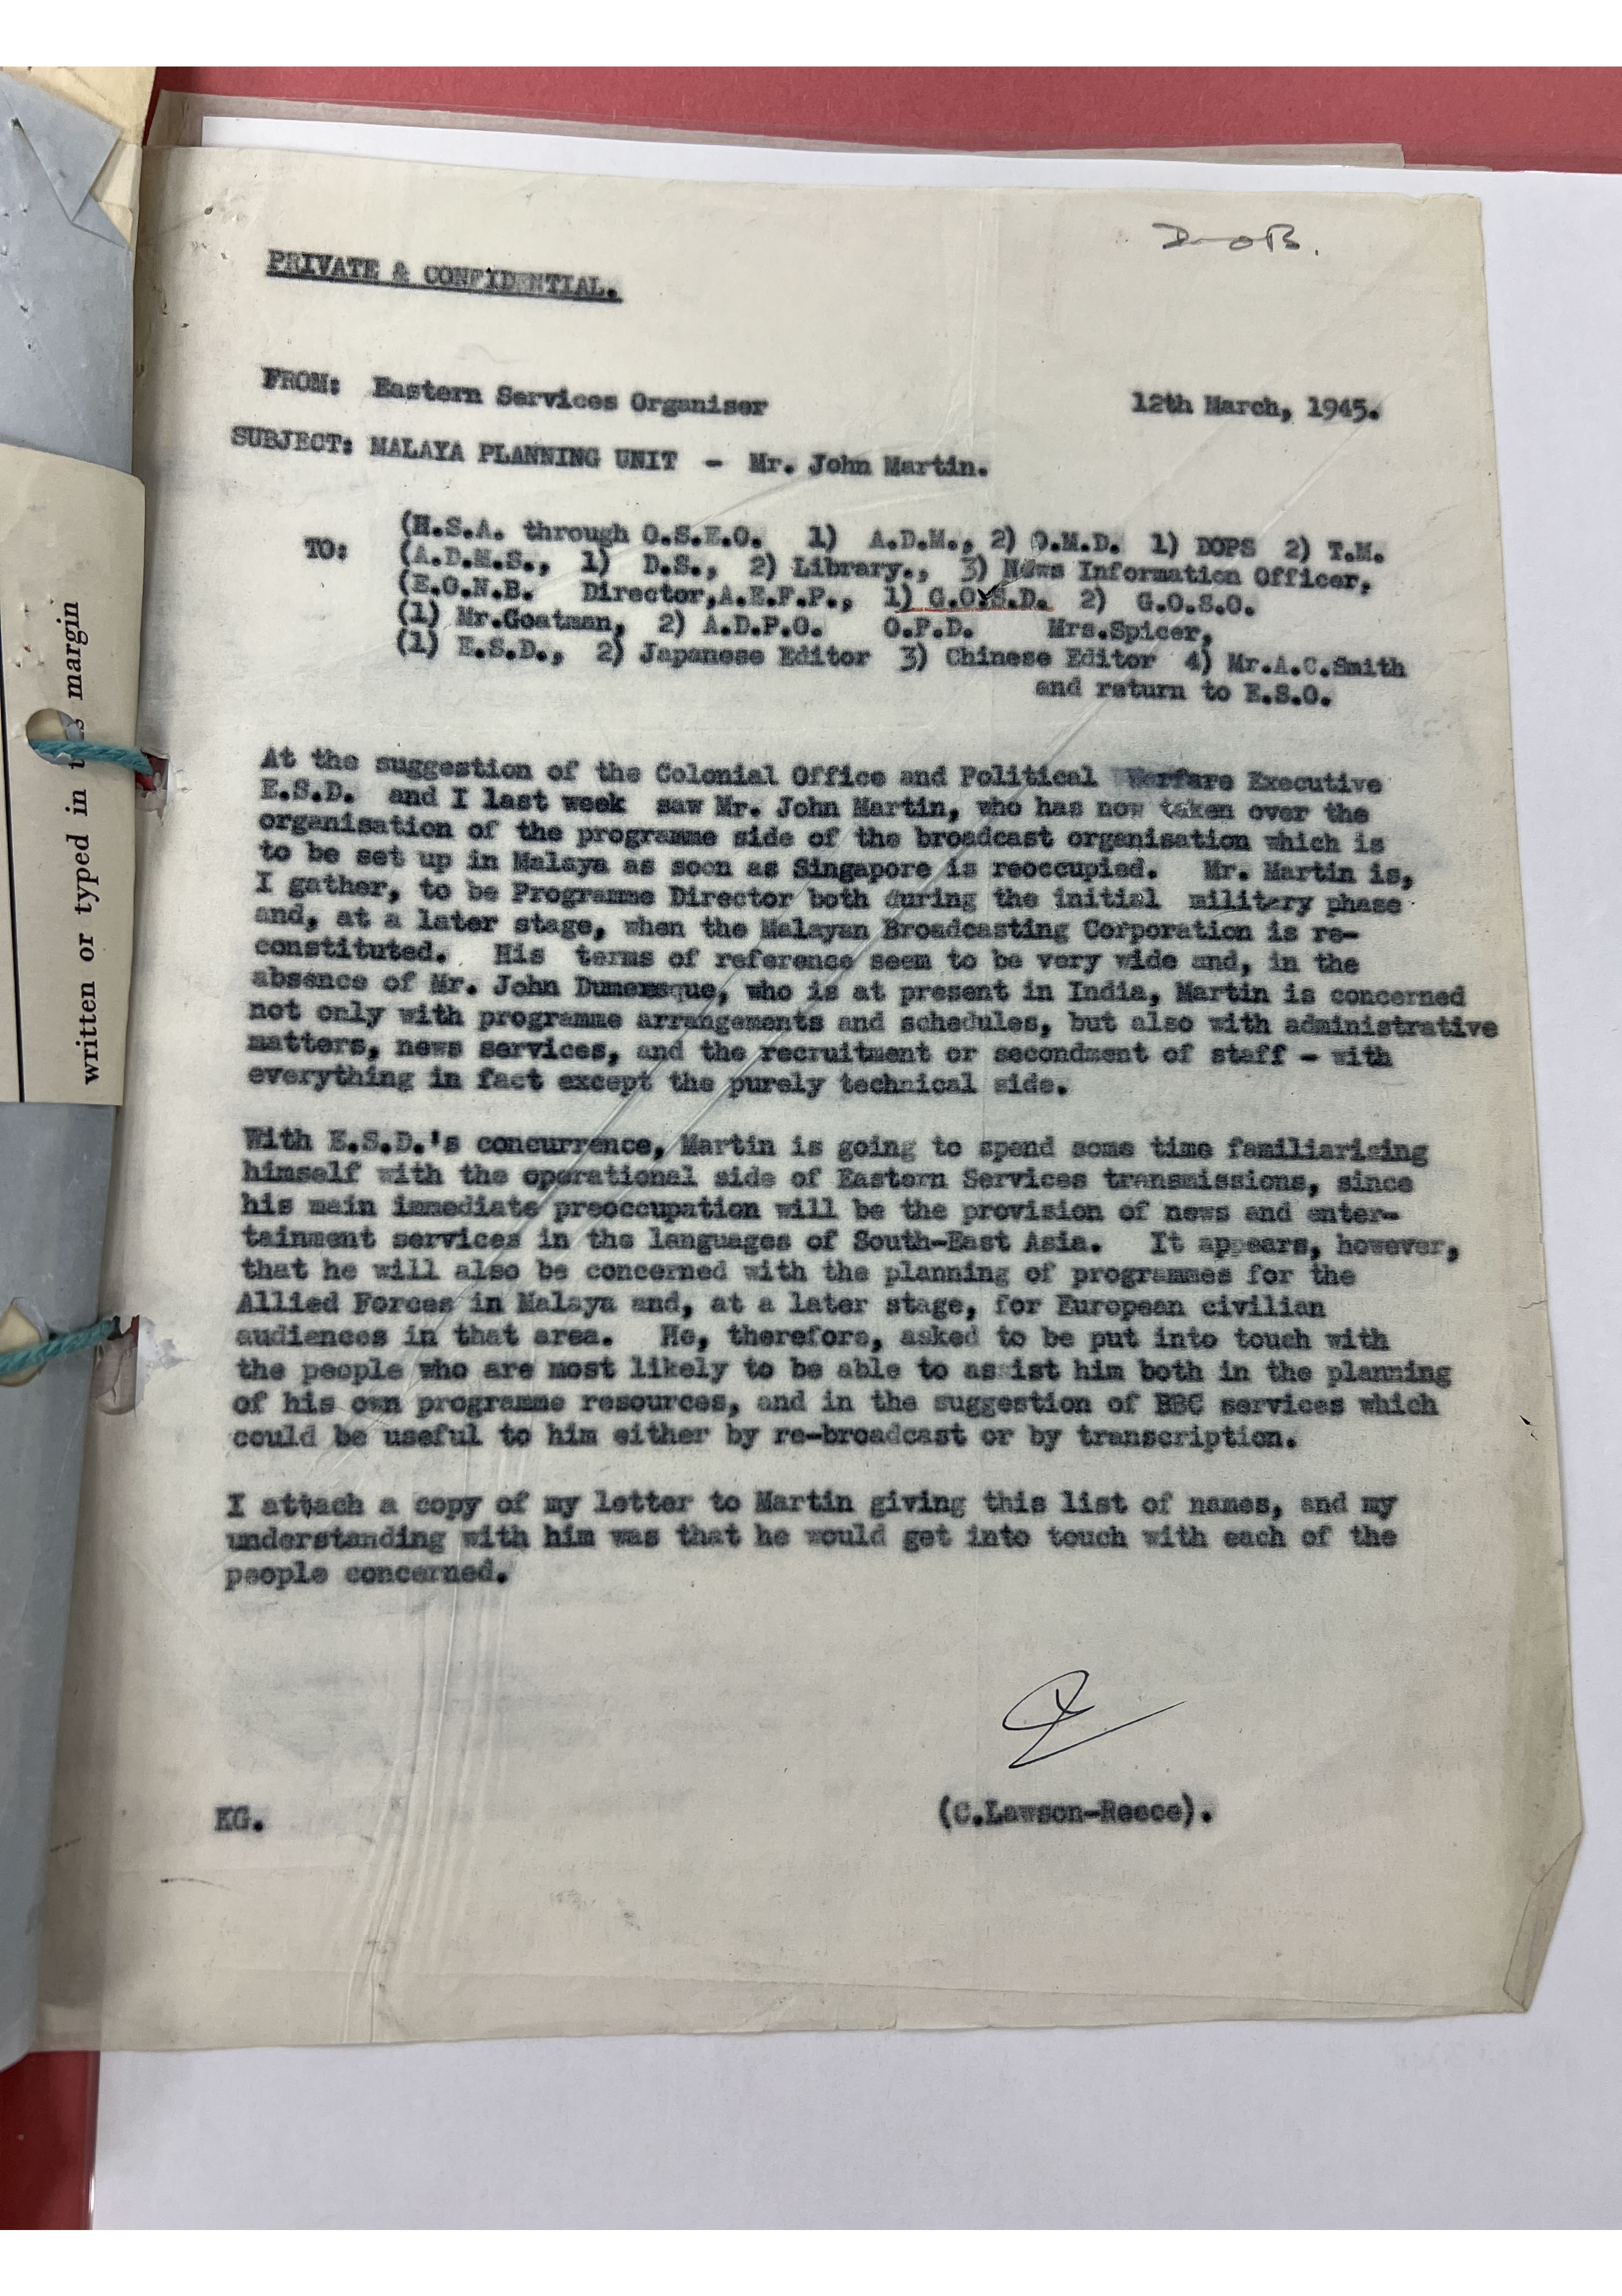 PRIVATE & CONFIDENTIAL.
FROM: Eastern Services Organiser 12th March, 1945.
SUBJECT: MALAYA PLANNING UNIT - Mr. John Martin.
TO: (H.S.A. through O.S.E.O. 1) A.D.M., 2) O.M.D. 1) DOPS 2) T.M.
(A.D.M.S., 1) D.S., 2) Library., 3) News Information Officer,
(E.G.N.B. Director,A.E.F.P., 1) G.O.S.D. 2) G.O.S.O.
(1) Mr.Goatman, 2) A.D.P.O. O.P.D. Mrs.Spicer,
(1) E.S.D., 2) Japanese Editor 3) Chinese Editor 4) Mr.A.C.Smith
and return to E.S.O.
At the suggestion of the Colonial Office and Political Warfare Executive
E.S.D. and I last week saw Mr. John Martin, who has now taken over the
organisation of the programme side of the broadcast organisation which is
to be set up in Malaya as soon as Singapore is reoccupied. Mr. Martin is,
I gather, to be Programme Director both during the initial military phase
and, at a later stage, when the Malayan Broadcasting Corporation is re-
constituted. His terms of reference seem to be very wide and, in the
absence of Mr. John Dumeresque, who is at present in India, Martin is concerned
not only with programme arrangements and schedules, but also with administrative
matters, news services, and the recruitment or secondment of staff - with
everything in fact except the purely technical side.
With E.S.D.'s concurrence, Martin is going to spend some time familiarising
himself with the operational side of Eastern Services transmissions, since
his main immediate preoccupation will be the provision of news and enter-
tainment services in the languages of South-East Asia. It appears, however,
that he will also be concerned with the planning of programmes for the
Allied Forces in Malaya and, at a later stage, for European civilian
audiences in that area. He, therefore, asked to be put into touch with
the people who are most likely to be able to assist him both in the planning
of his own programme resources, and in the suggestion of BBC services which
could be useful to him either by re-broadcast or by transcription.
I attach a copy of my letter to Martin giving this list of names, and my
understanding with him was that he would get into touch with each of the
people concerned.
KG. (C.Lawson-Reece).
written or typed in margin